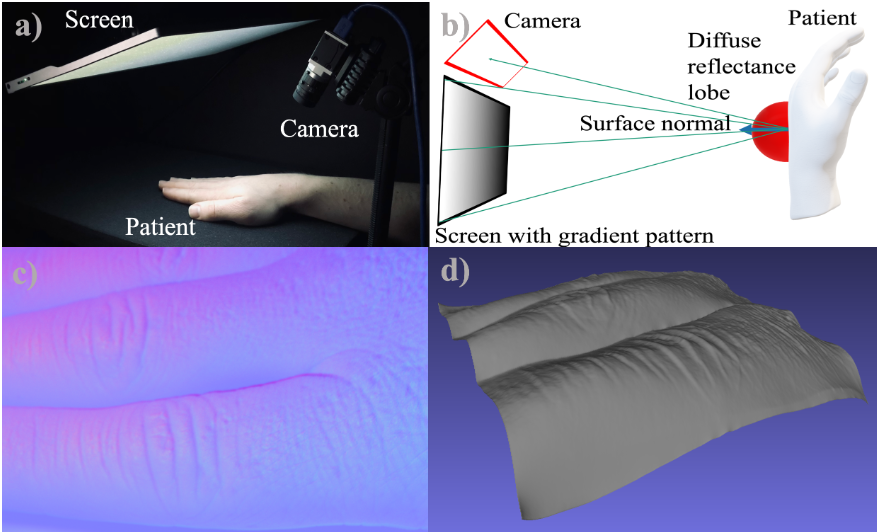 a)
Screen
Camera
Patient
b)
Camera
Patient
Diffuse
reflectance
lobe
Surface normal
Screen with gradient pattern
c)
d)